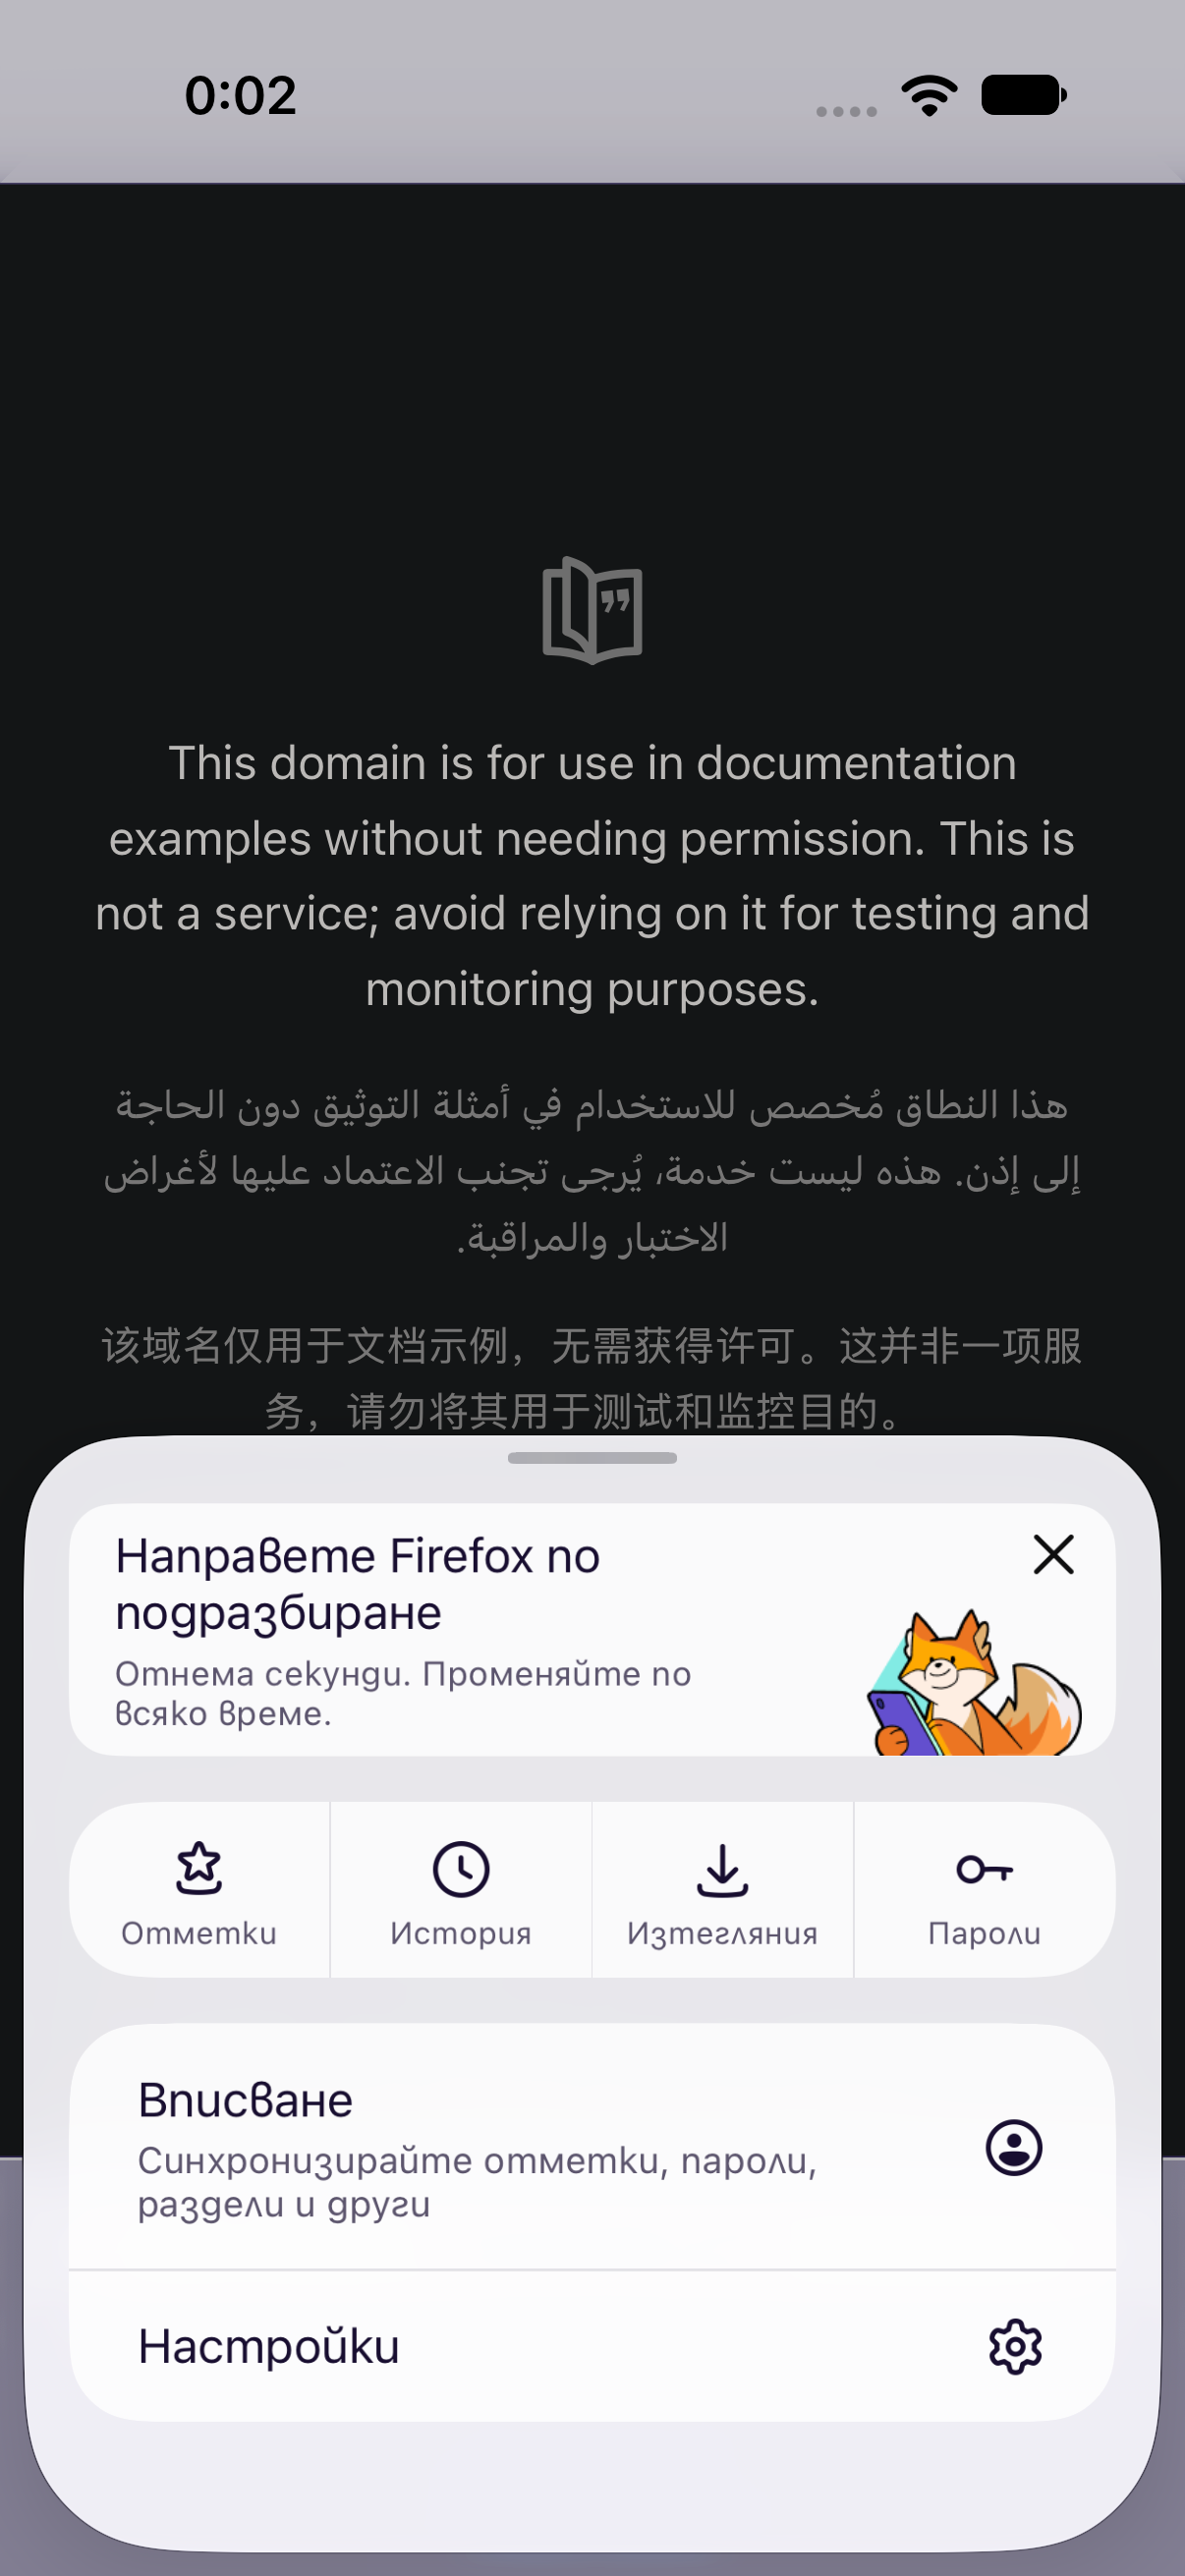 0:02
This domain is for use in documentation
examples without needing permission. This is
not a service; avoid relying on it for testing and
monitoring purposes.
هذا النطاق مُخصص للاستخدام في أمثلة التوثيق دون الحاجة
إلى إذن. هذه ليست خدمة، يُرجى تجنب الاعتماد عليها لأغراض
الاختبار والمراقبة.
该域名仅用于文档示例，无需获得许可。这并非一项服
务，请勿将其用于测试和监控目的。
Направете Firefox по
подразбиране
Отнема секунди. Променяйте по
всяко време.
Отметки
История
Изтегляния
Пароли
Вписване
Синхронизирайте отметки, пароли,
раздели и други
Настройки